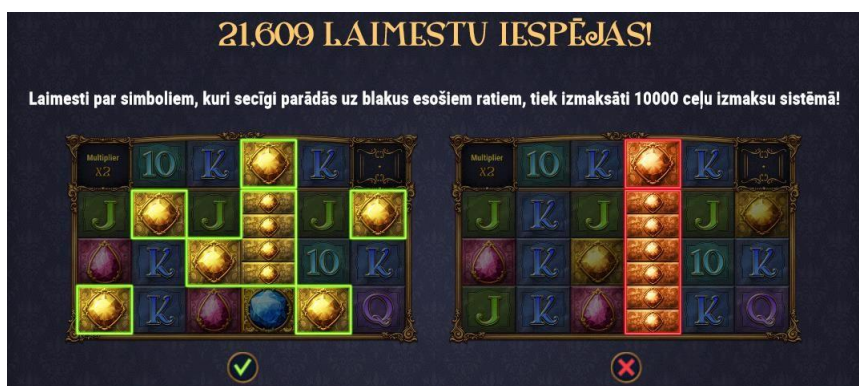 21,609 LAIMESTU IESPĒJAS!
Laimesti par simboliem, kuri secīgi parādās uz blakus esošiem ratiem, tiek izmaksāti 10000 ceļu izmaksu sistēmā!
Multiplier X2 10 K K
J J J
K 10 K
K Q
Multiplier X2 10 K K
J K J J
K 10 K
J K K Q